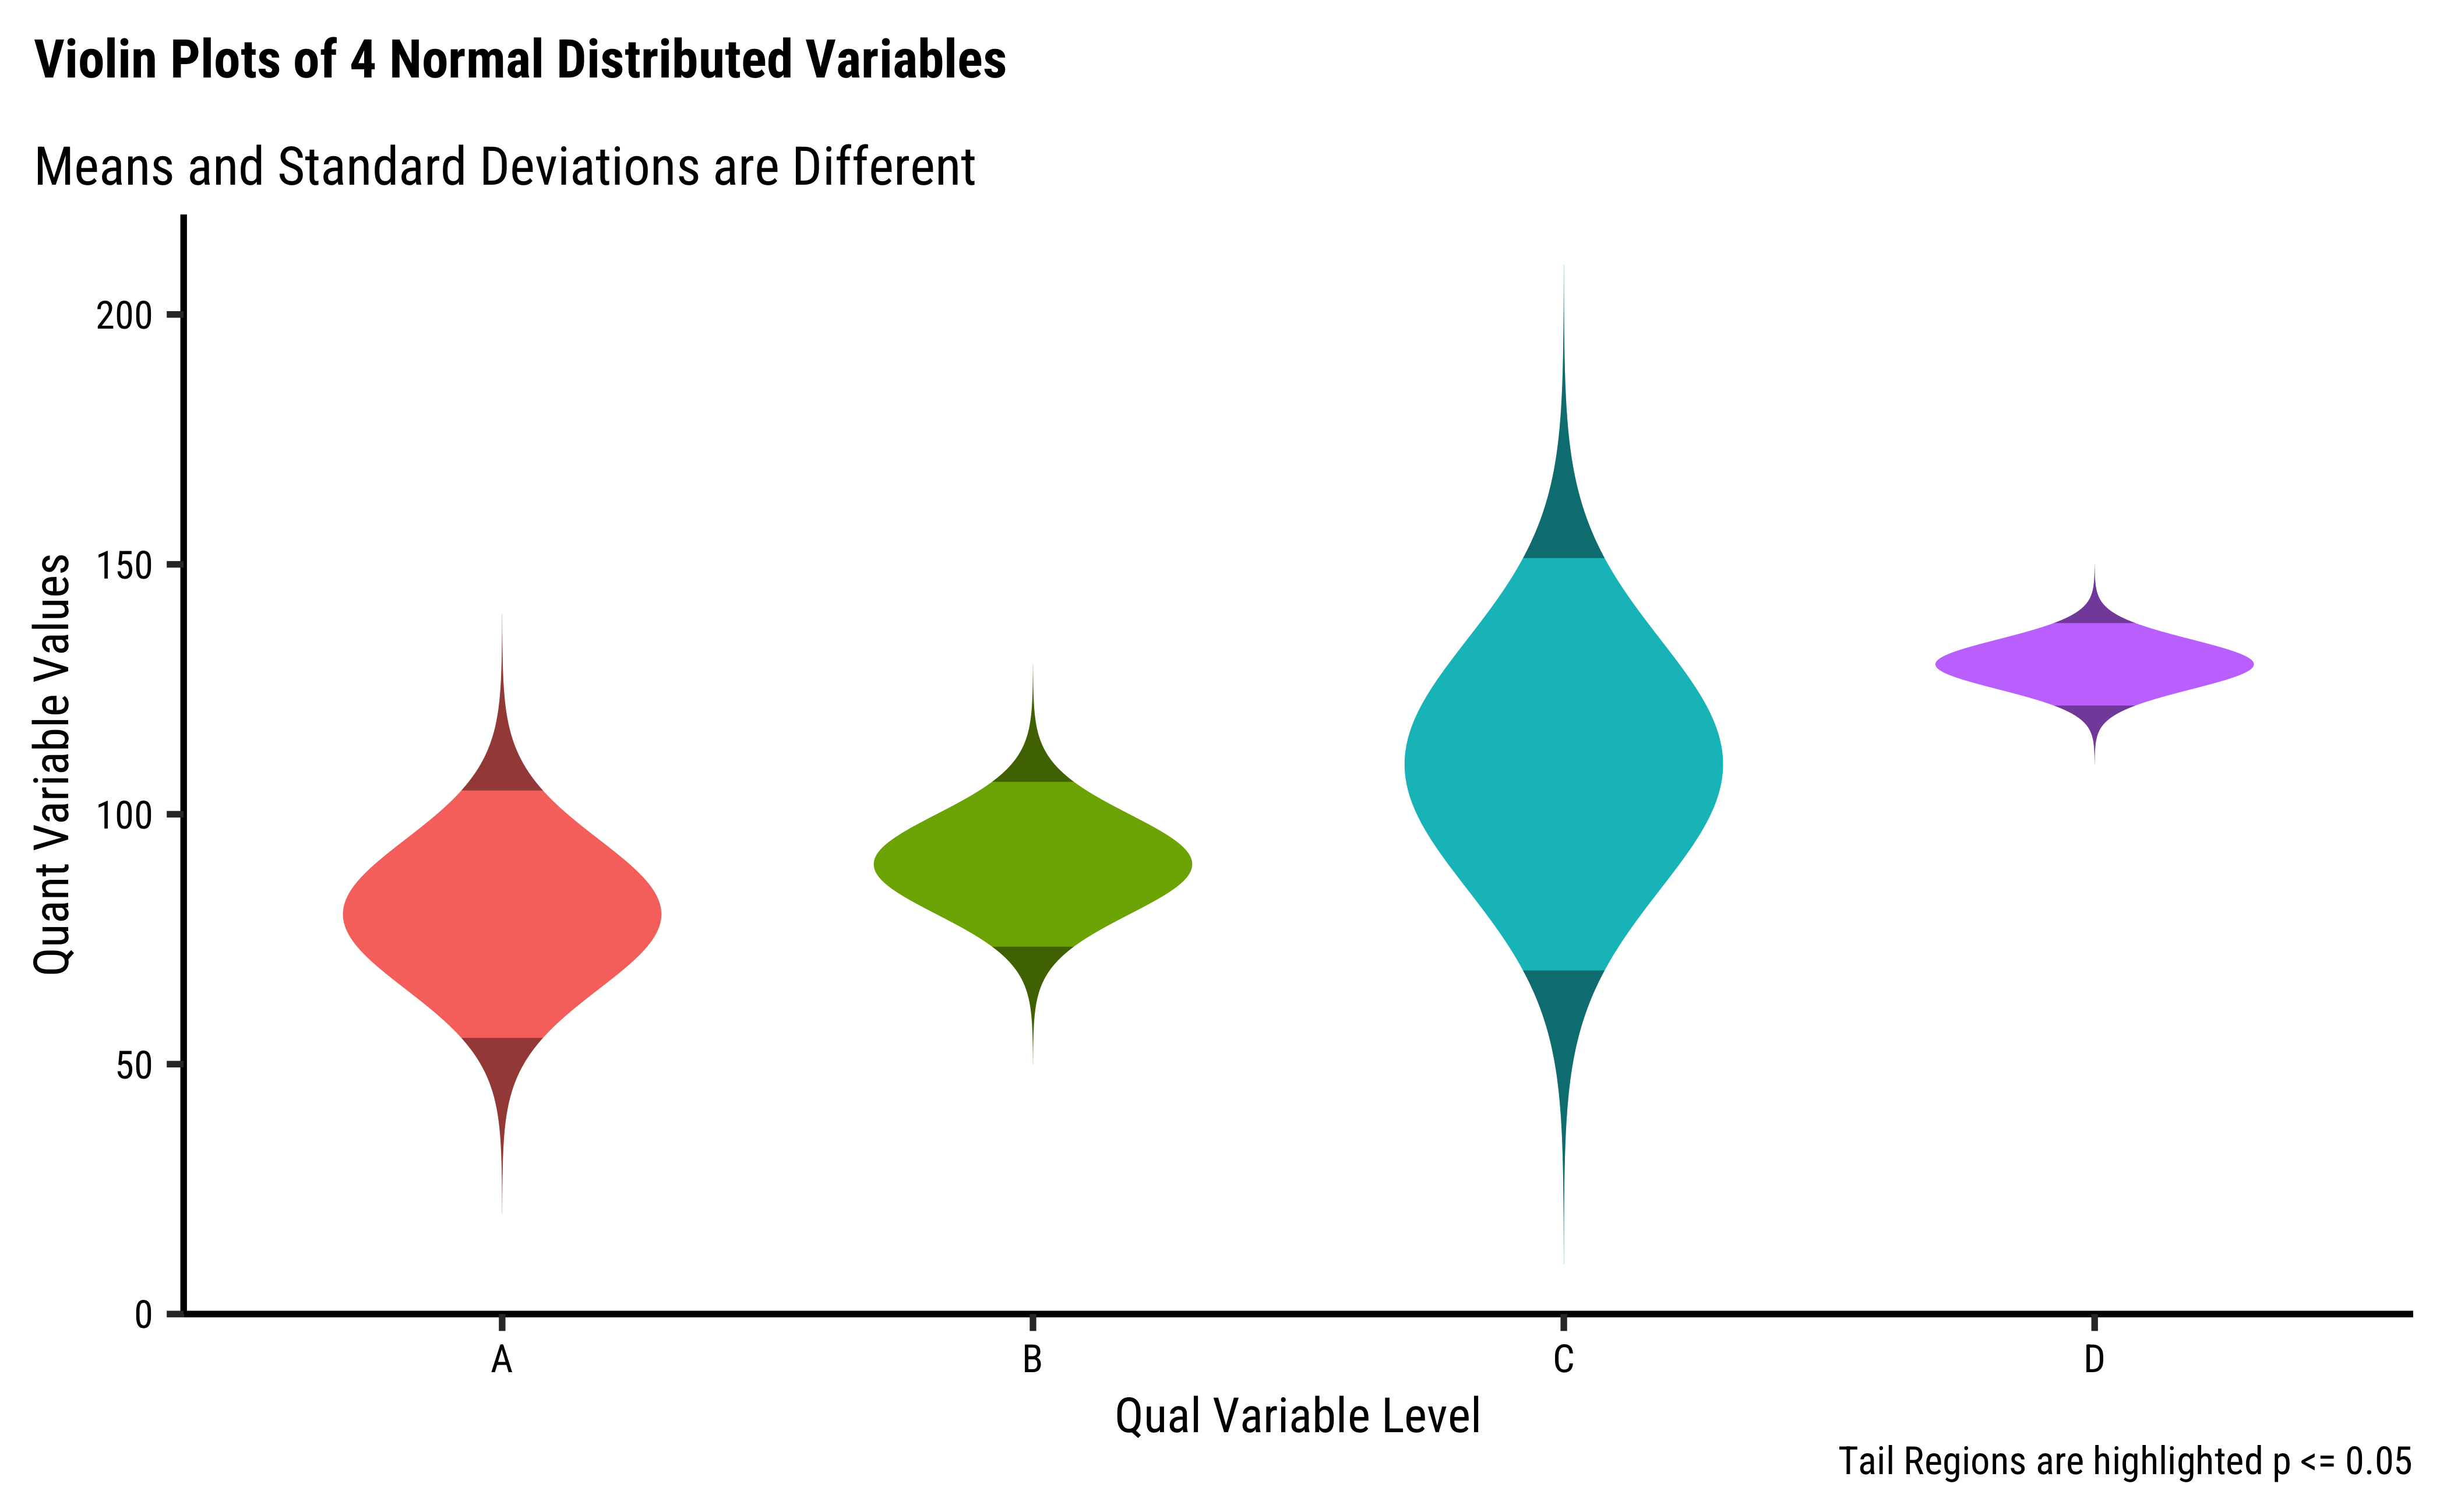 Violin Plots of 4 Normal Distributed Variables
Means and Standard Deviations are Different
Quant Variable Values
200
150
100
50
0
A
B
C
D
Qual Variable Level
Tail Regions are highlighted p <= 0.05